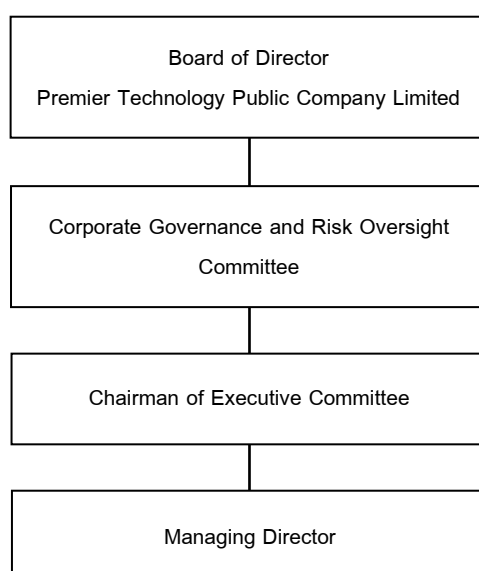 Board of Director
Premier Technology Public Company Limited
Corporate Governance and Risk Oversight
Committee
Chairman of Executive Committee
Managing Director